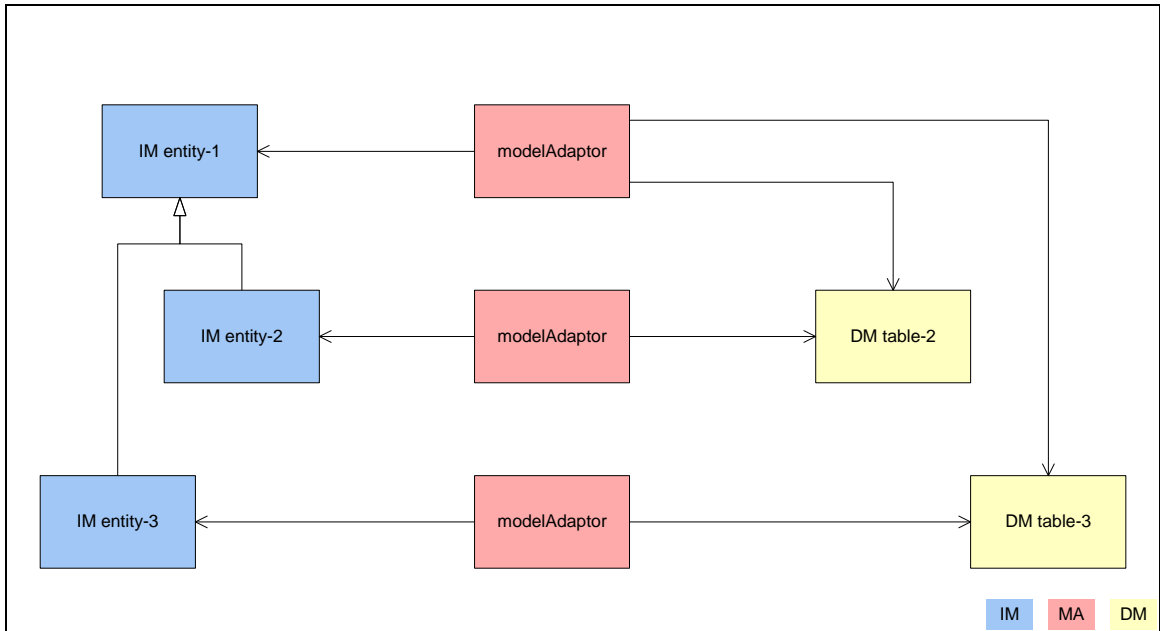 IM entity-1
modelAdaptor
IM entity-2
modelAdaptor
DM table-2
IM entity-3
modelAdaptor
DM table-3
IM
MA
DM